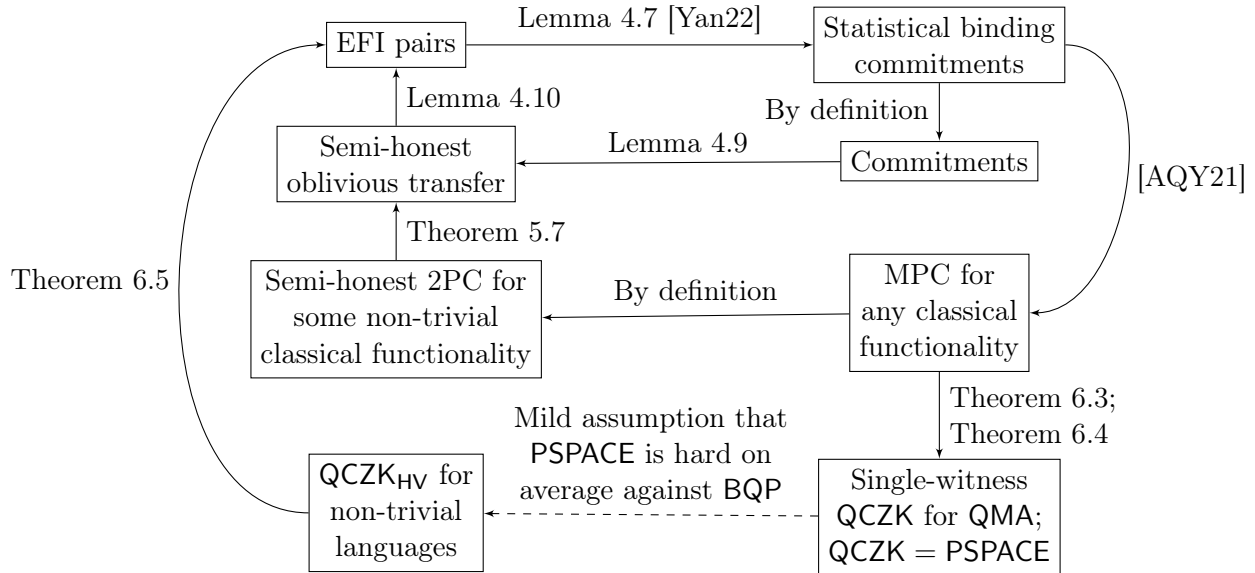 EFI pairs
Lemma 4.7 [Yan22]
Statistical binding
commitments
Lemma 4.10
By definition
Semi-honest
oblivious transfer
Lemma 4.9
Commitments
[AQY21]
Theorem 5.7
Theorem 6.5
Semi-honest 2PC for
some non-trivial
classical functionality
By definition
MPC for
any classical
functionality
Theorem 6.3;
Theorem 6.4
Mild assumption that
PSPACE is hard on
average against BQP
QCZK_HV for
non-trivial
languages
Single-witness
QCZK for QMA;
QCZK = PSPACE